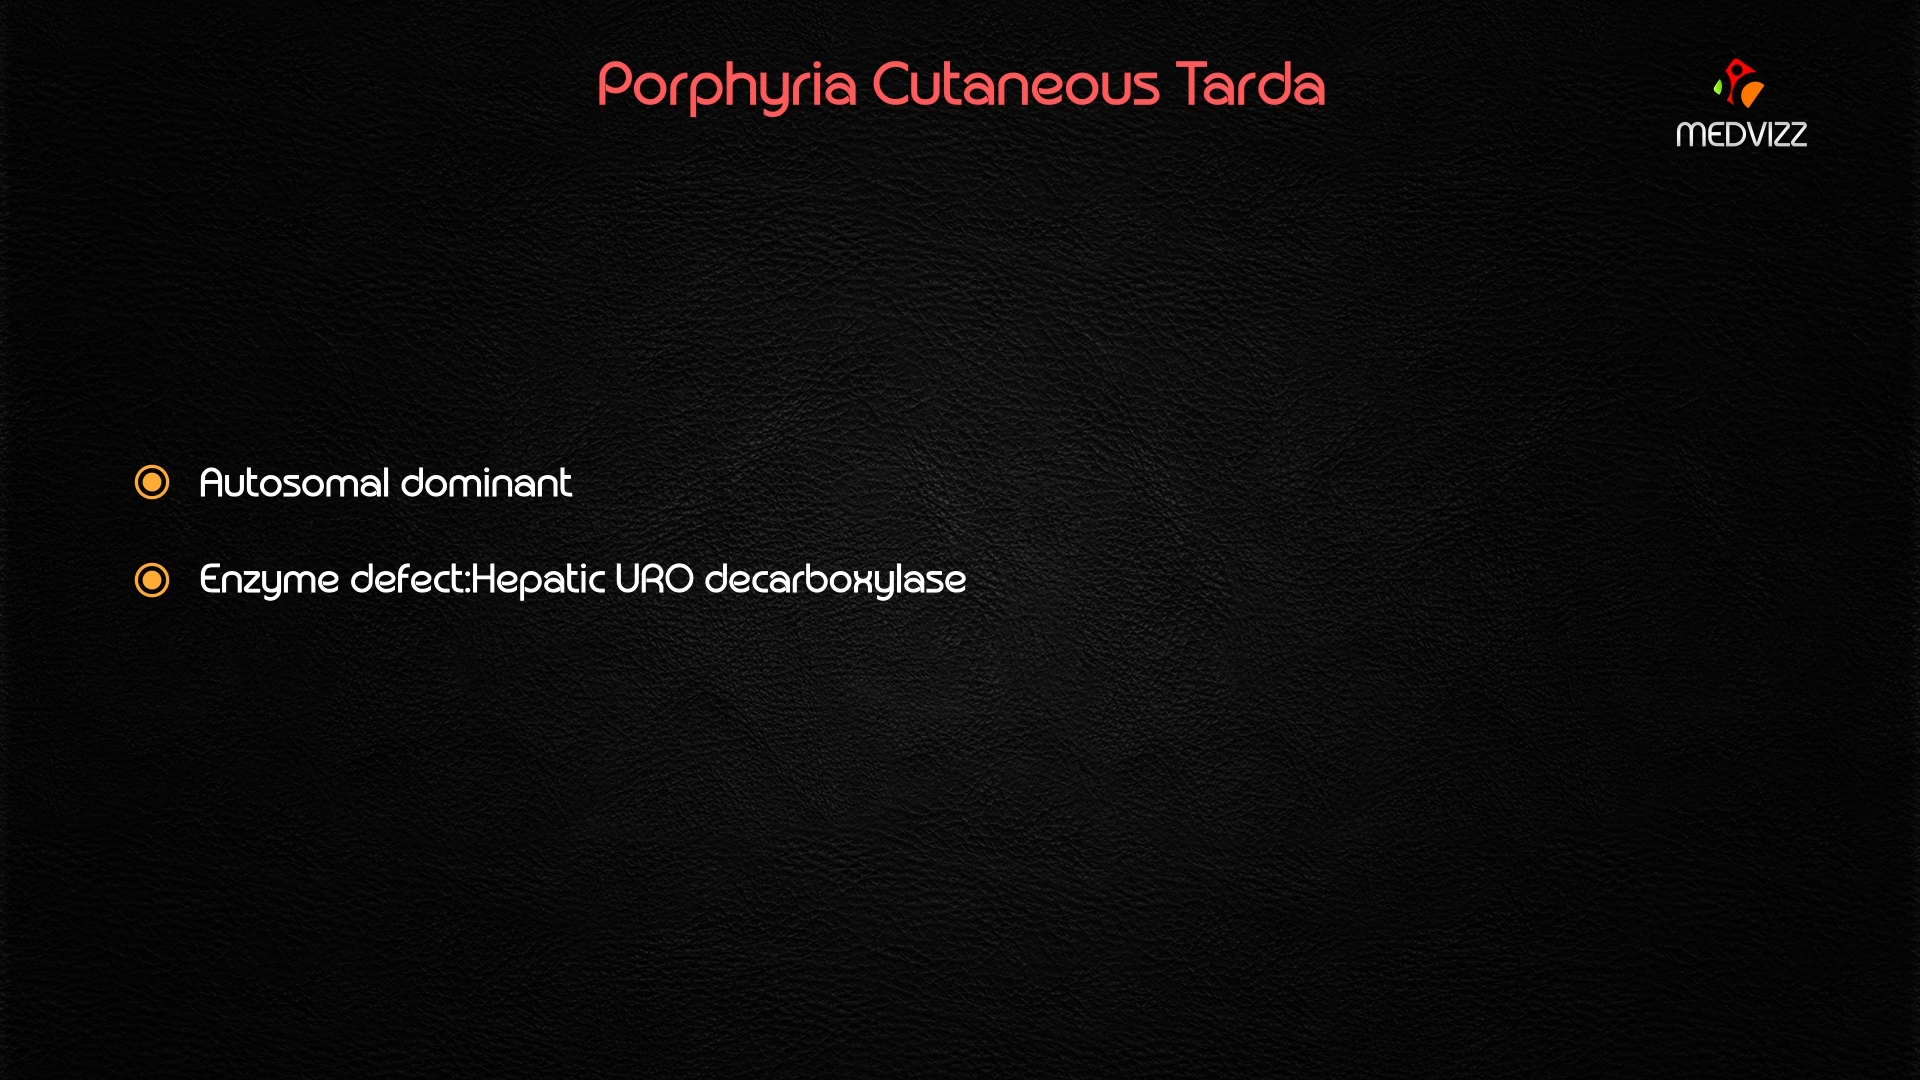 Porphyria Cutaneous Tarda
MEDVIZZ
Autosomal dominant
Enzyme defect:Hepatic URO decarboxylase